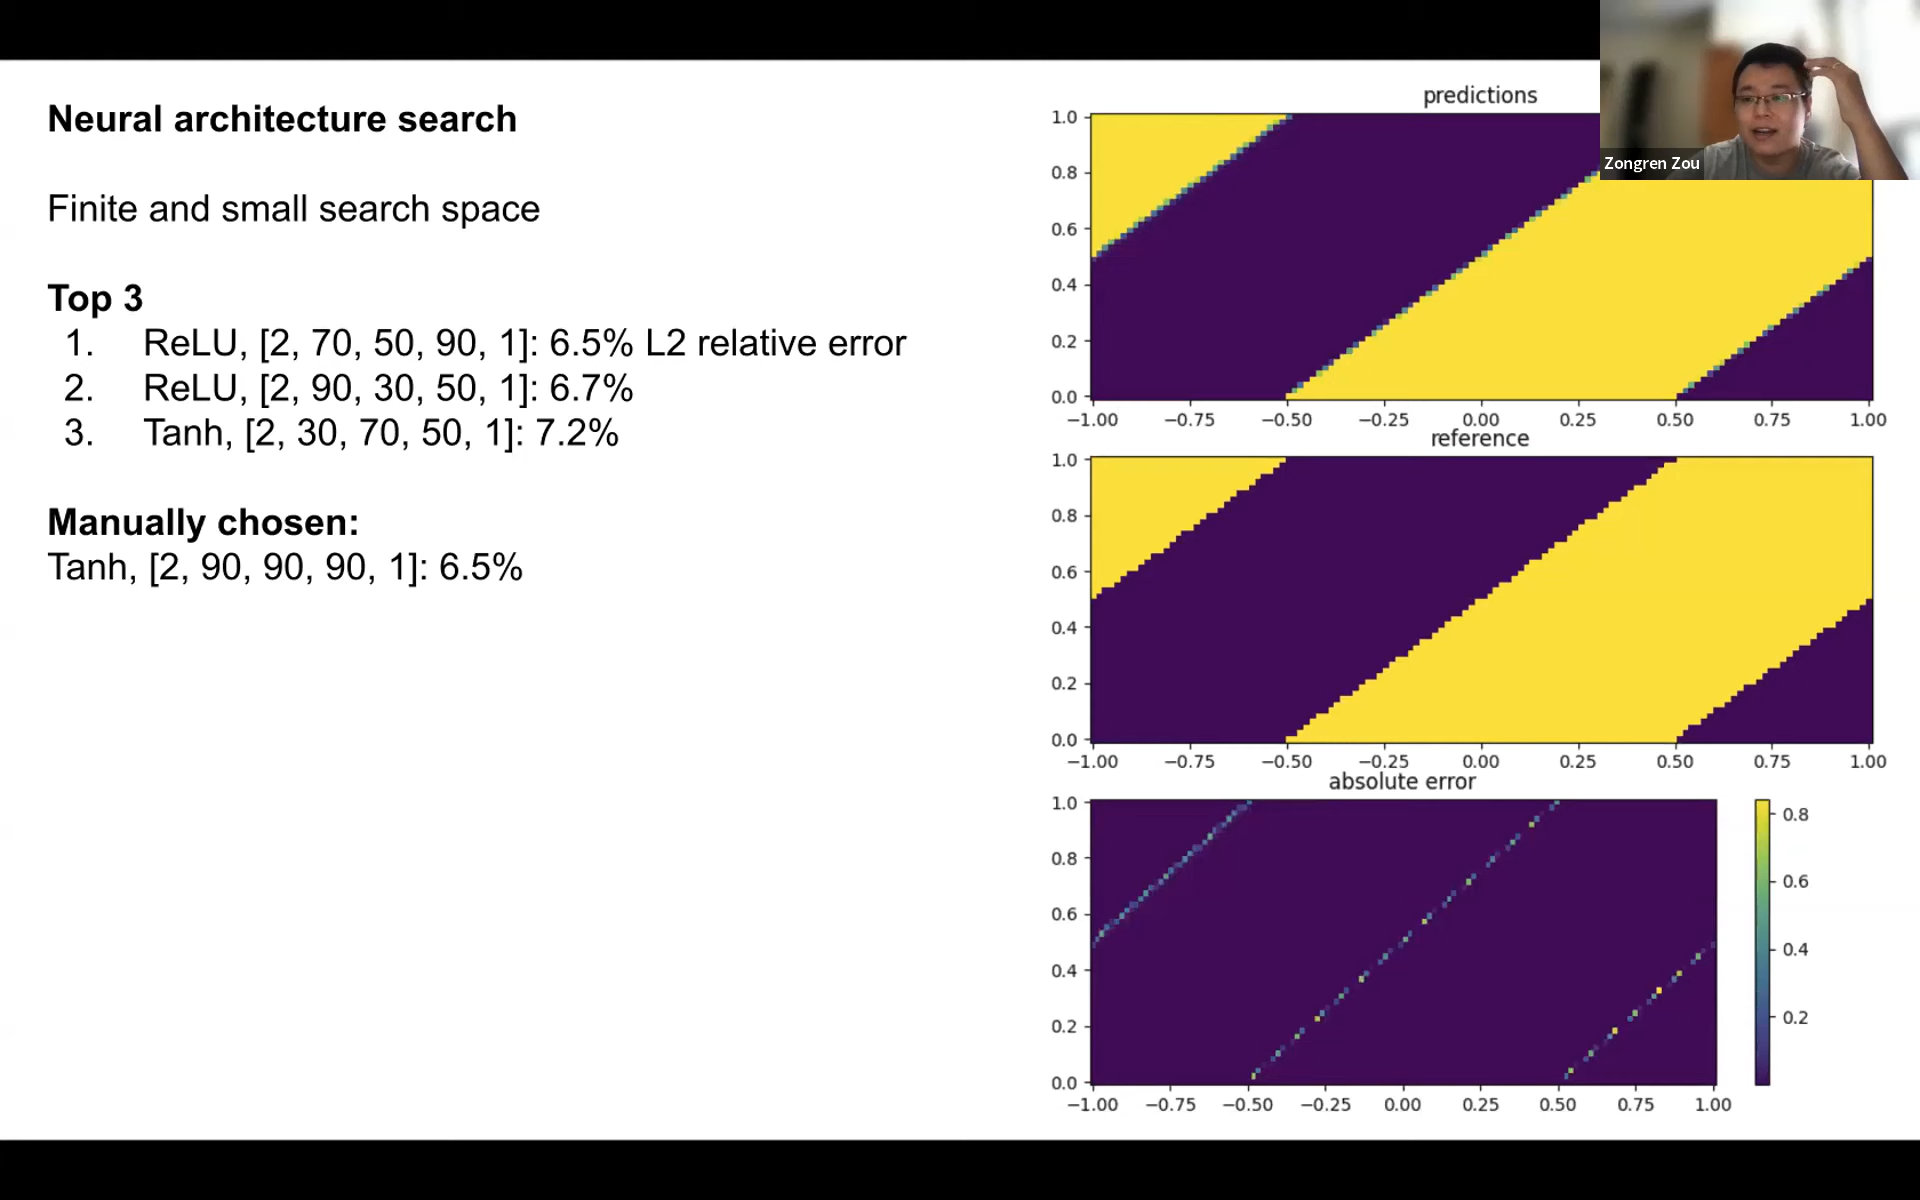 Neural architecture search
Finite and small search space
Top 3
1. ReLU, [2, 70, 50, 90, 1]: 6.5% L2 relative error
2. ReLU, [2, 90, 30, 50, 1]: 6.7%
3. Tanh, [2, 30, 70, 50, 1]: 7.2%
Manually chosen:
Tanh, [2, 90, 90, 90, 1]: 6.5%
predictions
1.0
0.8
0.6
0.4
0.2
0.0
−1.00 −0.75 −0.50 −0.25 0.00 0.25 0.50 0.75 1.00
reference
1.0
0.8
0.6
0.4
0.2
0.0
−1.00 −0.75 −0.50 −0.25 0.00 0.25 0.50 0.75 1.00
absolute error
1.0
0.8
0.6
0.4
0.2
0.0
−1.00 −0.75 −0.50 −0.25 0.00 0.25 0.50 0.75 1.00
0.8
0.6
0.4
0.2
Zongren Zou